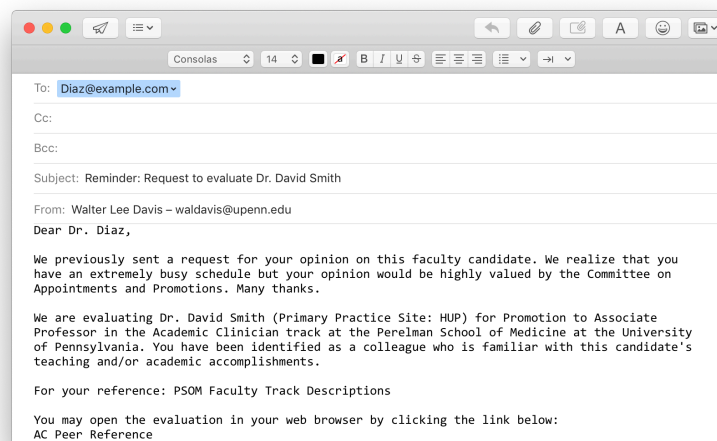 Consolas 14 a B I U S
To: Diaz@example.com
Cc:
Bcc:
Subject: Reminder: Request to evaluate Dr. David Smith
From: Walter Lee Davis – waldavis@upenn.edu
Dear Dr. Diaz,
We previously sent a request for your opinion on this faculty candidate. We realize that you
have an extremely busy schedule but your opinion would be highly valued by the Committee on
Appointments and Promotions. Many thanks.
We are evaluating Dr. David Smith (Primary Practice Site: HUP) for Promotion to Associate
Professor in the Academic Clinician track at the Perelman School of Medicine at the University
of Pennsylvania. You have been identified as a colleague who is familiar with this candidate's
teaching and/or academic accomplishments.
For your reference: PSOM Faculty Track Descriptions
You may open the evaluation in your web browser by clicking the link below:
AC Peer Reference